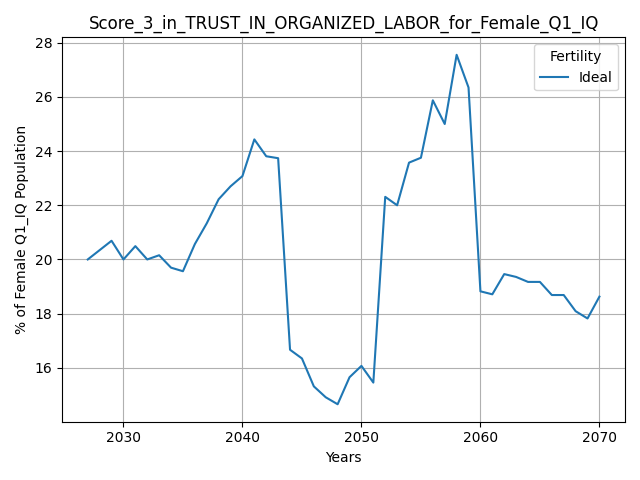 Score_3_in_TRUST_IN_ORGANIZED_LABOR_for_Female_Q1_IQ
Fertility
Ideal
% of Female Q1_IQ Population
28
26
24
22
20
18
16
2030 2040 2050 2060 2070
Years